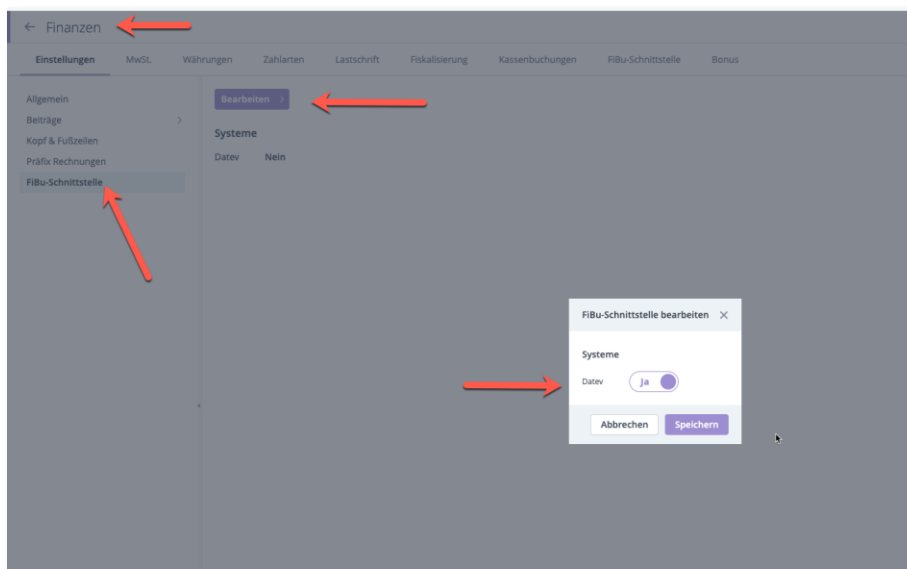 Finanzen
Einstellungen MwSt. Währungen Zahlarten Lastschrift Fiskalisierung Kassenbuchungen FiBu-Schnittstelle Bonus
Allgemein
Beiträge
Kopf & Fußzeilen
Präfix Rechnungen
FiBu-Schnittstelle
Bearbeiten
Systeme
Datev Nein
FiBu-Schnittstelle bearbeiten
Systeme
Datev Ja
Abbrechen Speichern